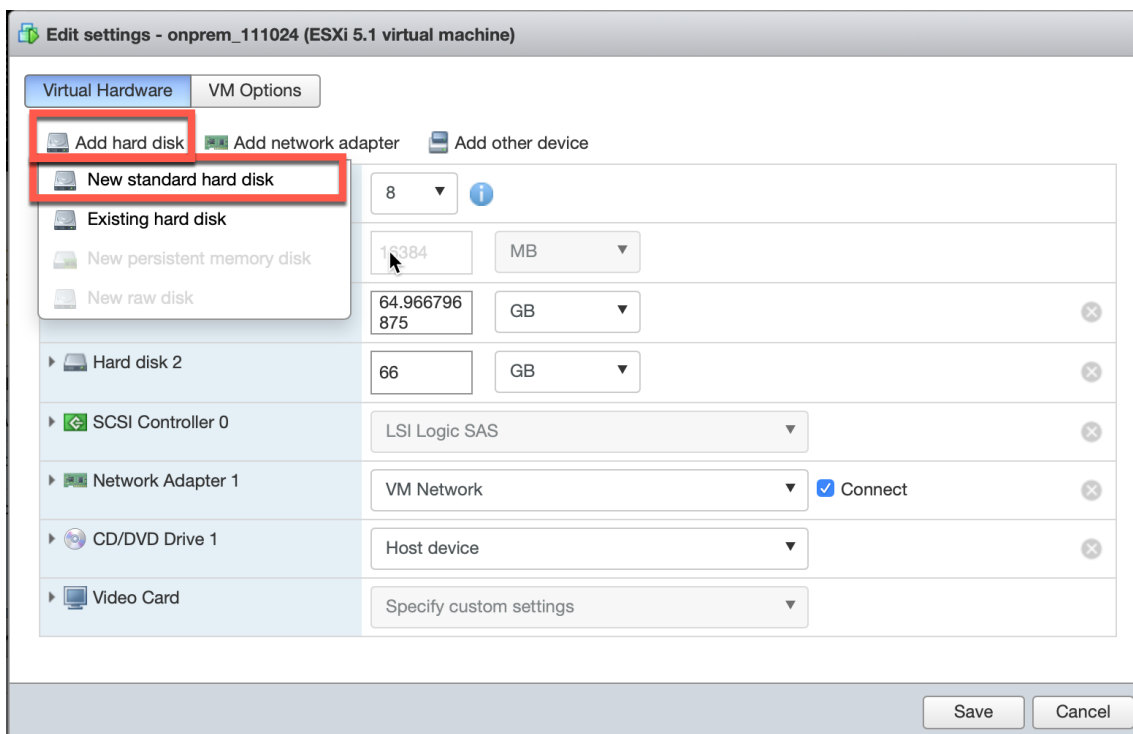 Edit settings - onprem_111024 (ESXi 5.1 virtual machine)
Virtual Hardware VM Options
Add hard disk Add network adapter Add other device
New standard hard disk
8
Existing hard disk
16384 MB
New persistent memory disk
New raw disk
64.966796
875
GB
Hard disk 2 66 GB
SCSI Controller 0 LSI Logic SAS
Network Adapter 1 VM Network Connect
CD/DVD Drive 1 Host device
Video Card Specify custom settings
Save Cancel